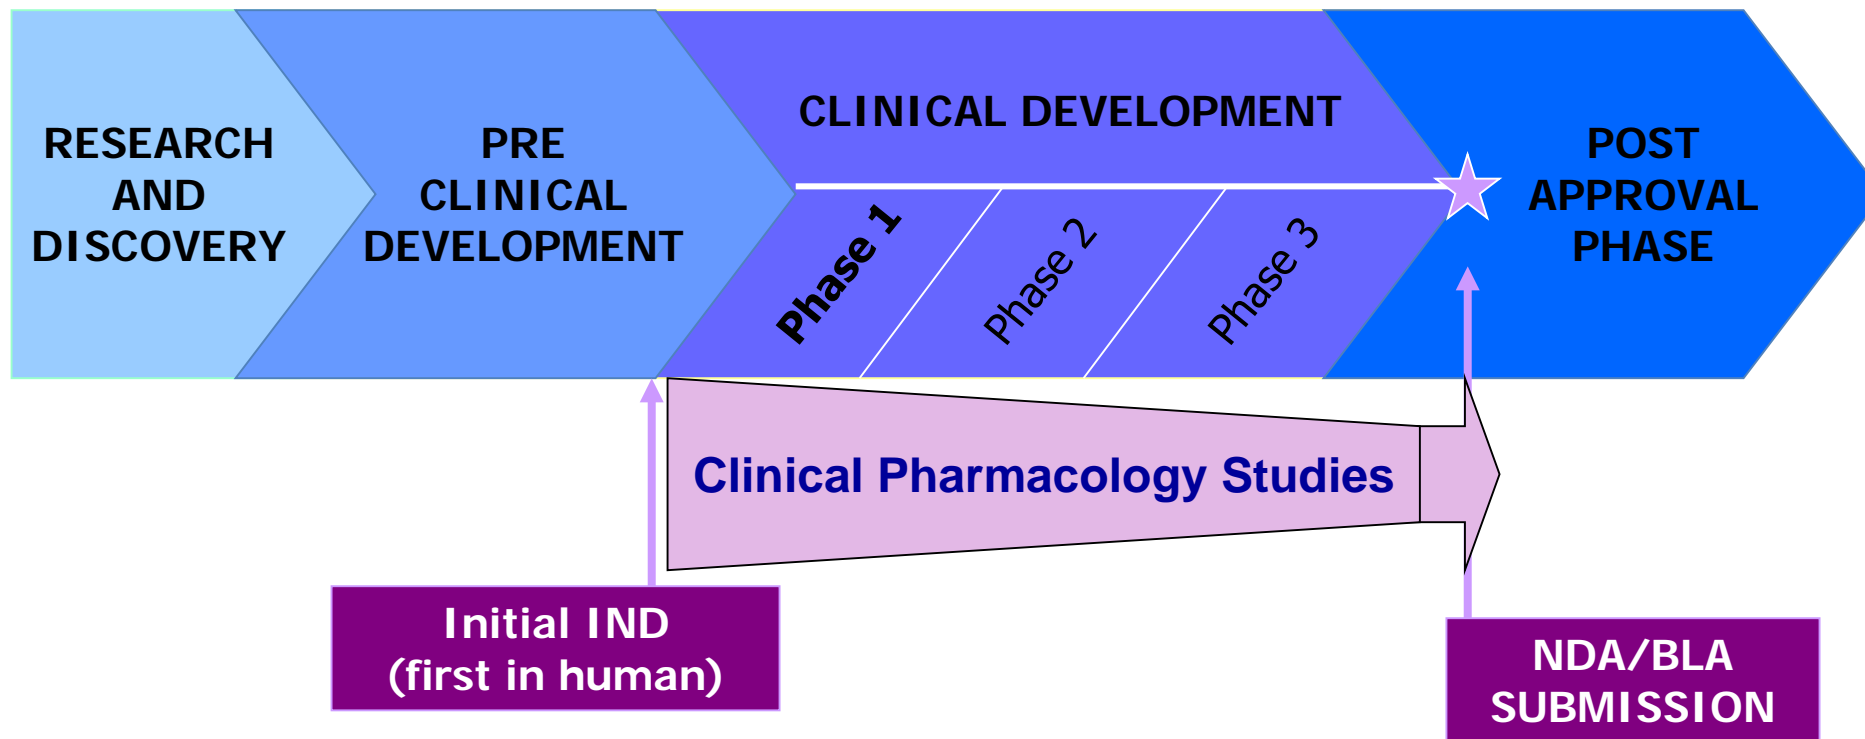 RESEARCH
AND
DISCOVERY
PRE
CLINICAL
DEVELOPMENT
CLINICAL DEVELOPMENT
Phase 1
Phase 2
Phase 3
POST
APPROVAL
PHASE
Clinical Pharmacology Studies
Initial IND
(first in human)
NDA/BLA
SUBMISSION